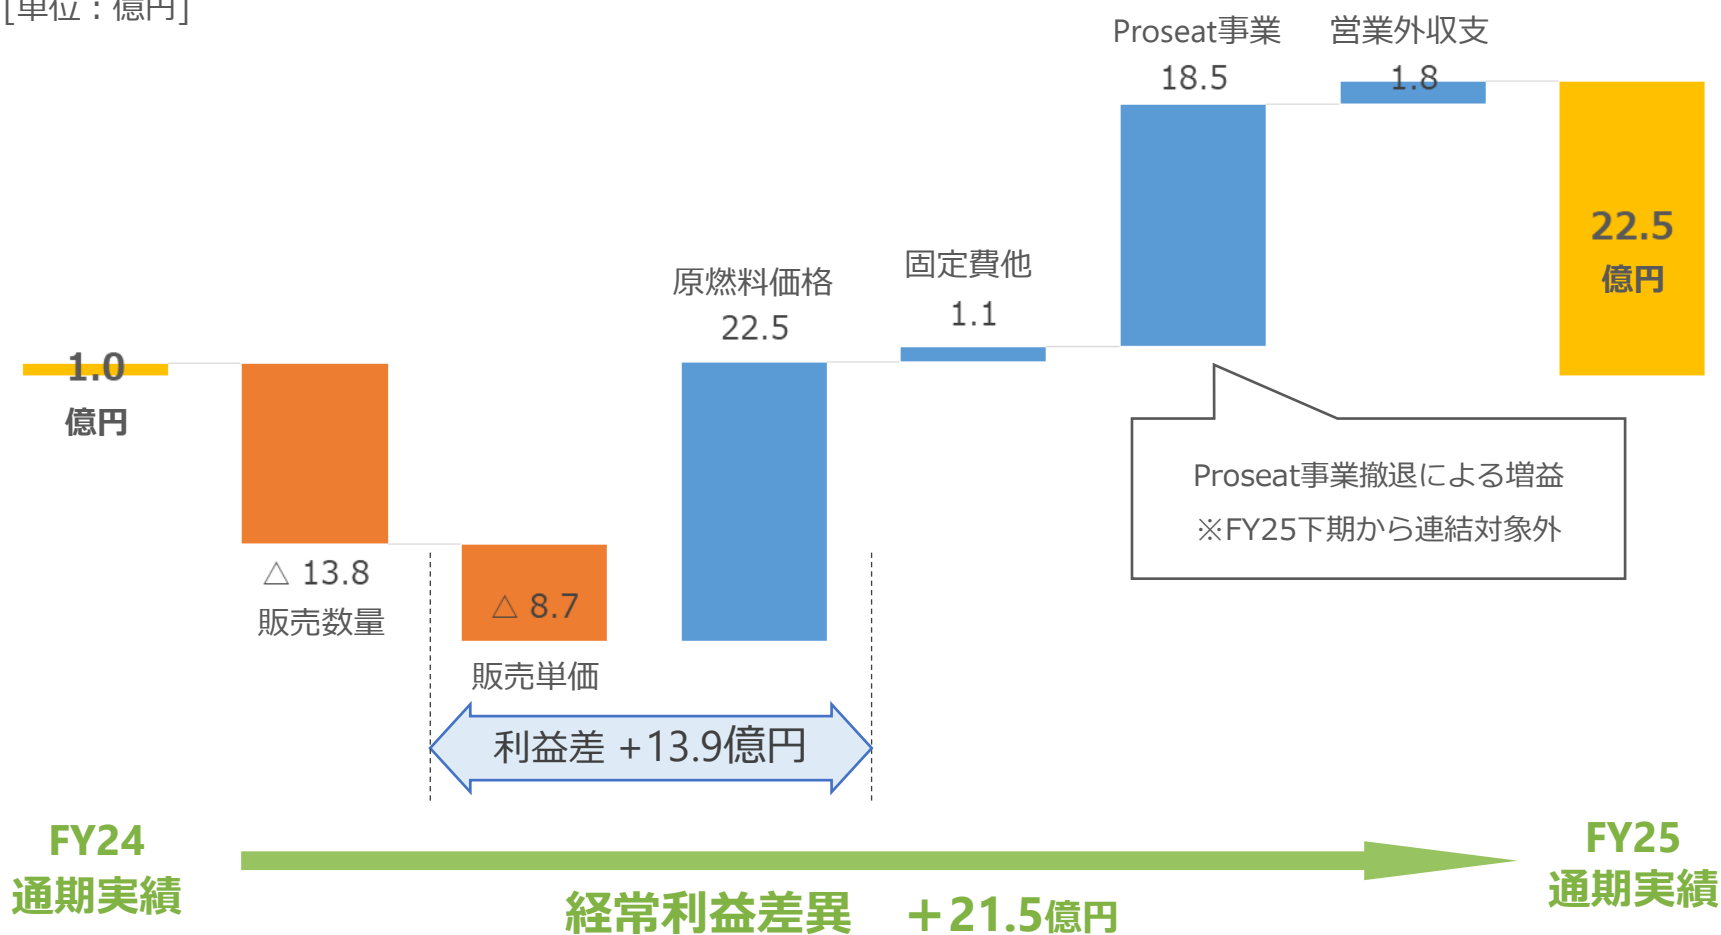 [単位：億円]
1.0
億円
△ 13.8
販売数量
△ 8.7
販売単価
原燃料価格
22.5
固定費他
1.1
Proseat事業
18.5
営業外収支
1.8
22.5
億円
Proseat事業撤退による増益
※FY25下期から連結対象外
利益差 +13.9億円
FY24
通期実績
経常利益差異　＋21.5億円
FY25
通期実績